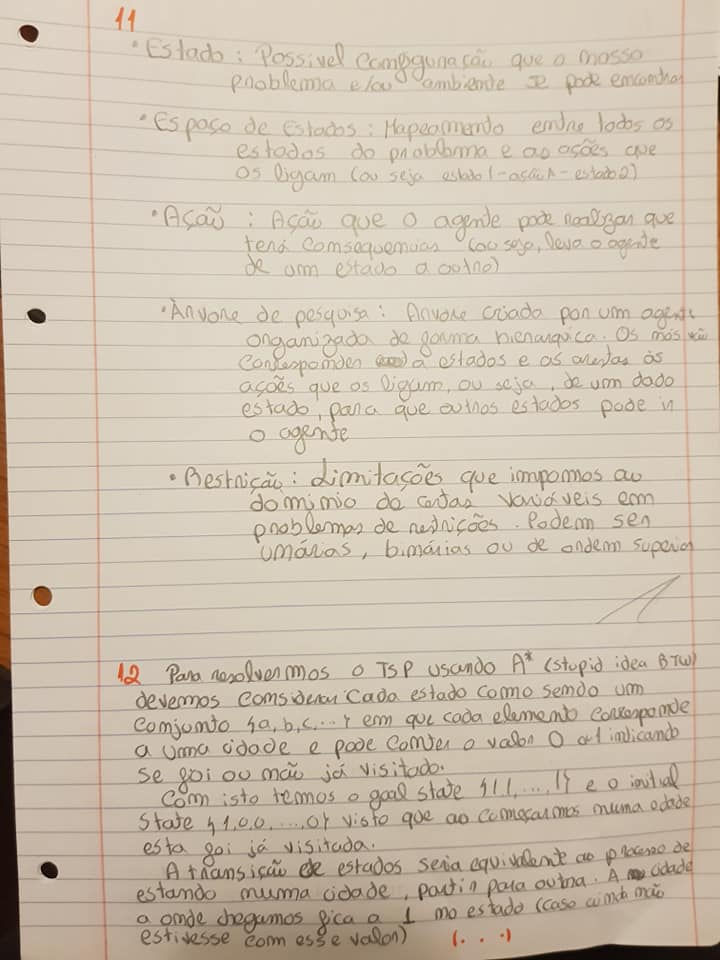 11
• Estado : Possivel configuração que o nosso
problema e/ou ambiente se pode encontrar
• Espaço de Estados : Mapeamento entre todos os
estados do problema e as ações que
os ligam (ou seja estado1-açãoA-estado2)
• Ação : Ação que o agente pode realizar que
terá consequencias (ou seja, leva o agente
de um estado a outro)
• Árvore de pesquisa : Arvore criada por um agente
organizada de forma hierarquica. Os nós vão
corresponder a estados e as arestas às
ações que os ligam, ou seja, de um dado
estado, para que outros estados pode ir
o agente
• Restrição : Limitações que impomos ao
dominio de certas variáveis em
problemas de restrições. Podem ser
unárias, binárias ou de ordem superior
12 Para resolvermos o TSP usando A* (stupid idea BTW)
devemos considerar cada estado como sendo um
conjunto {a, b, c, ...} em que cada elemento corresponde
a uma cidade e pode conter o valor 0 ou 1 indicando
se foi ou não já visitado.
Com isto temos o goal state {1,1, ..., 1} e o initial
state {1,0,0, ..., 0} visto que ao começarmos numa cidade
esta foi já visitada.
A transição de estados seria equivalente ao processo de
estando numa cidade, partir para outra. A cidade
a onde chegamos fica a 1 no estado (caso ainda não
estivesse com esse valor) (...)